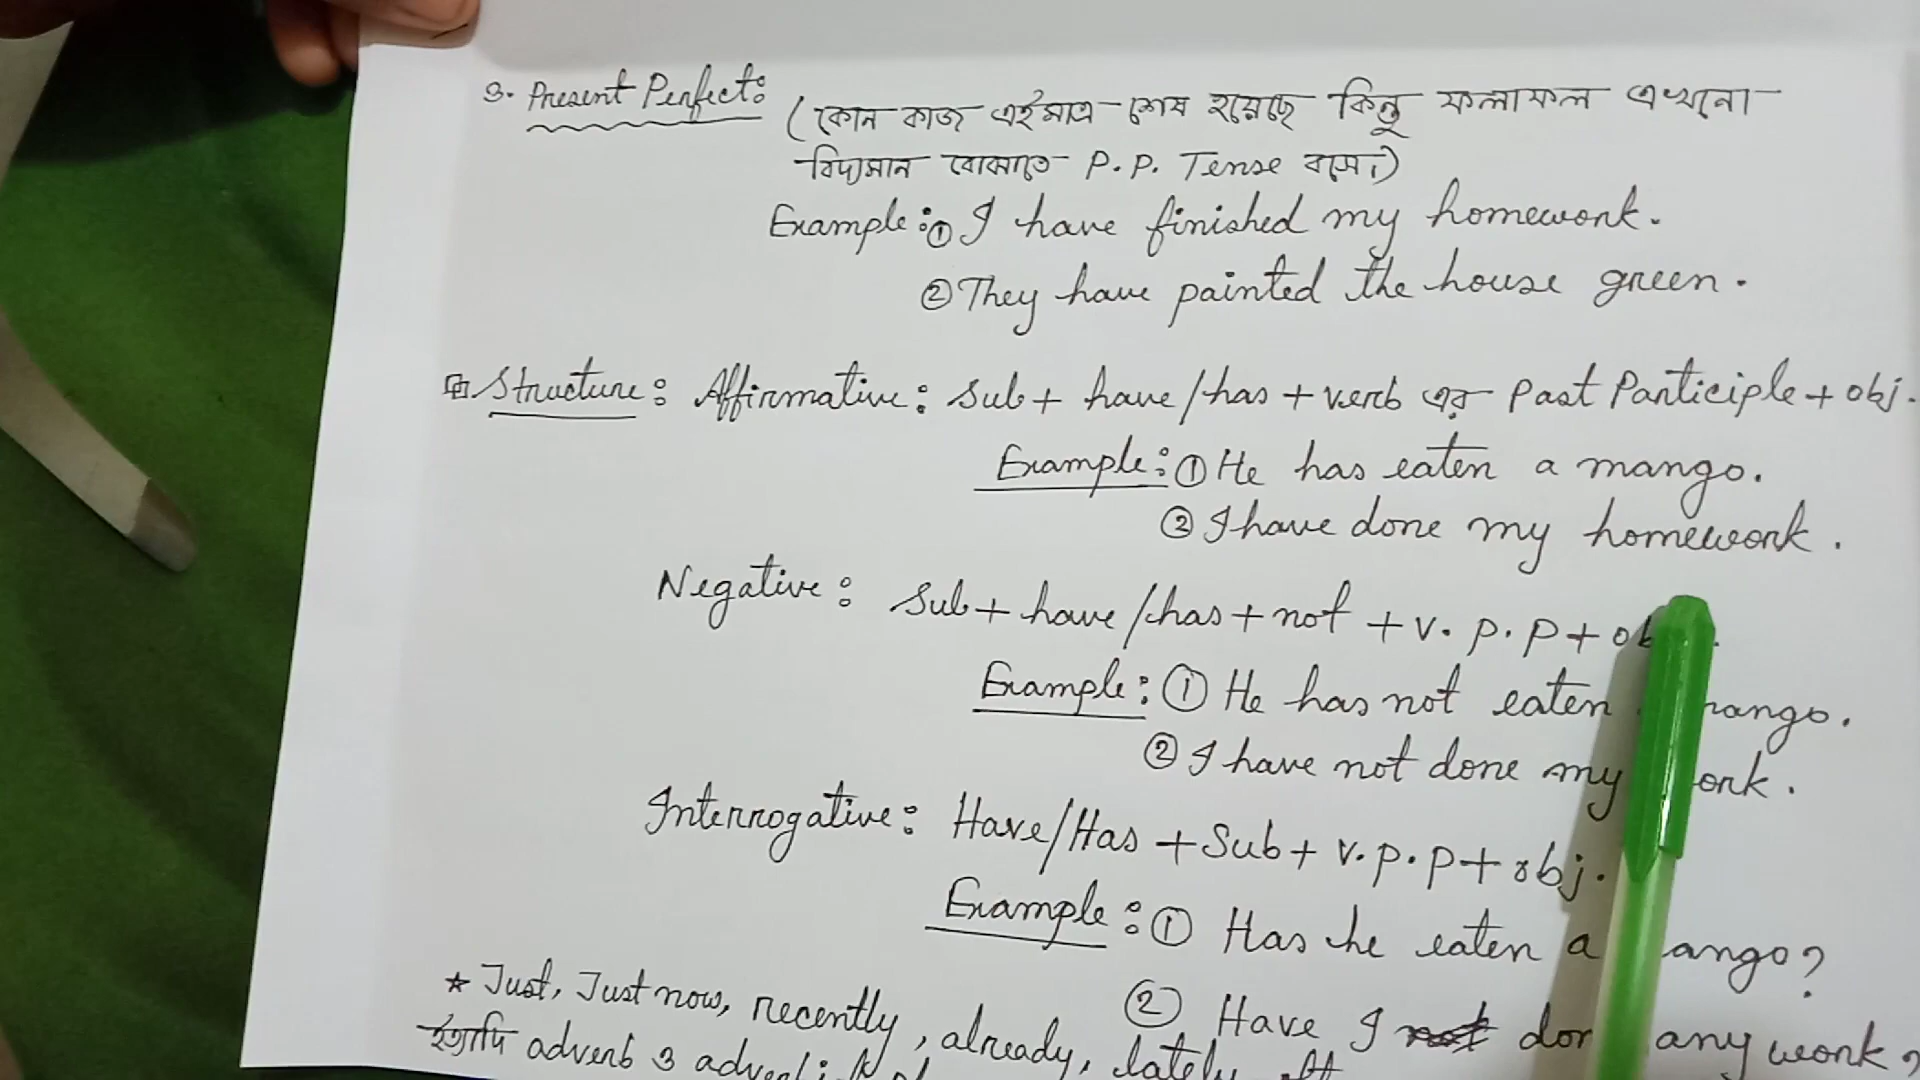 ৩. Present Perfect: (কোন কাজ এইমাত্র শেষ হয়েছে কিন্তু ফলাফল এখনো
বিদ্যমান বোঝাতে P.P. Tense বসে।)
Example: ① I have finished my homework.
② They have painted the house green.
Structure: Affirmative: Sub + have/has + verb এর Past Participle + obj.
Example: ① He has eaten a mango.
② I have done my homework.
Negative: Sub + have/has + not + v. p. p +
Example: ① He has not eaten
② I have not done my
Interrogative: Have/Has + Sub + v. p. p + obj.
Example: ① Has he eaten a
② Have I any work?
* Just, Just now, recently, already, lately
ইত্যাদি adverb ও